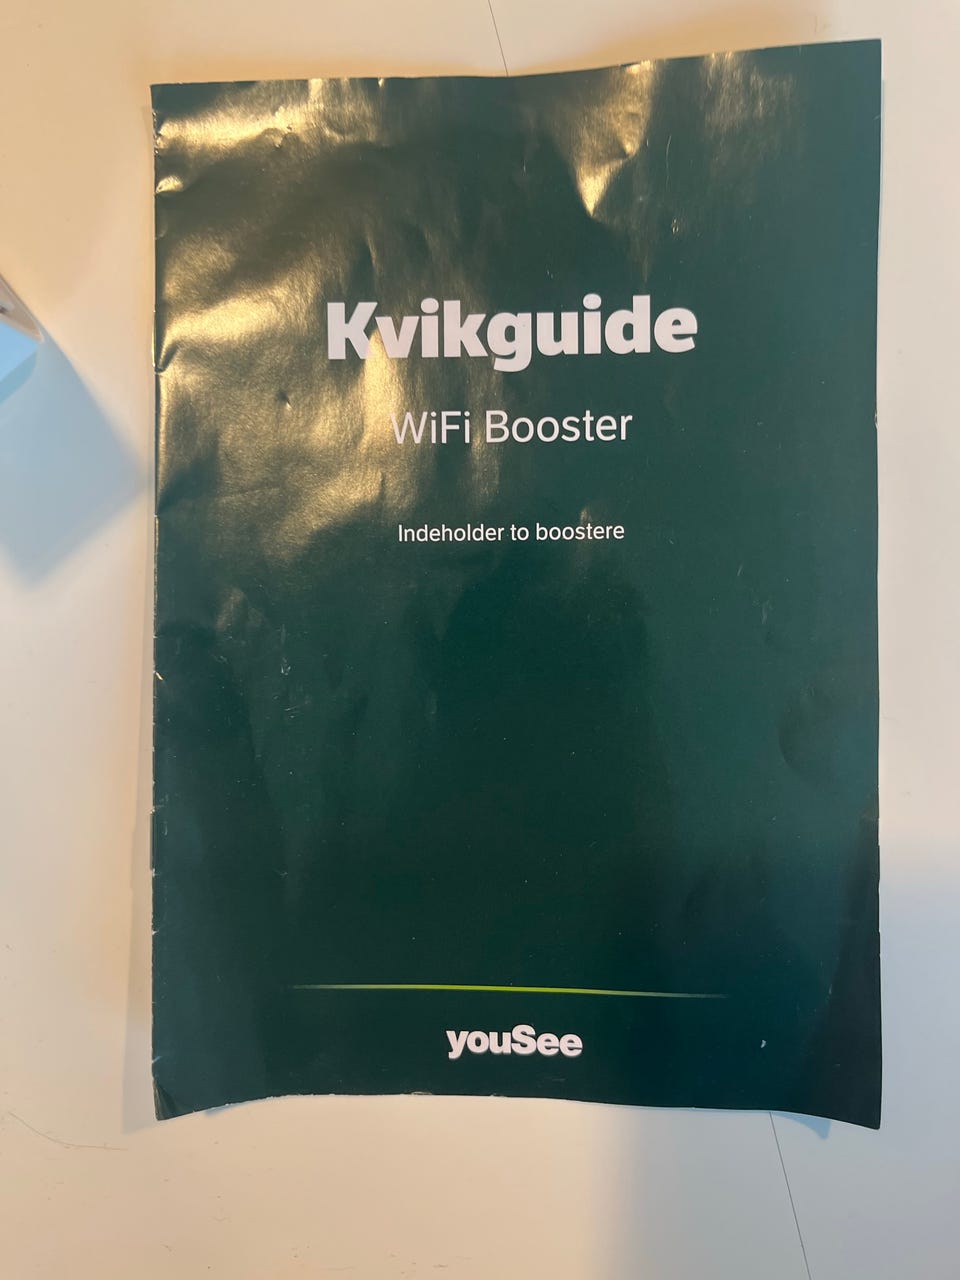 Kvikguide
WiFi Booster
Indeholder to boostere
youSee